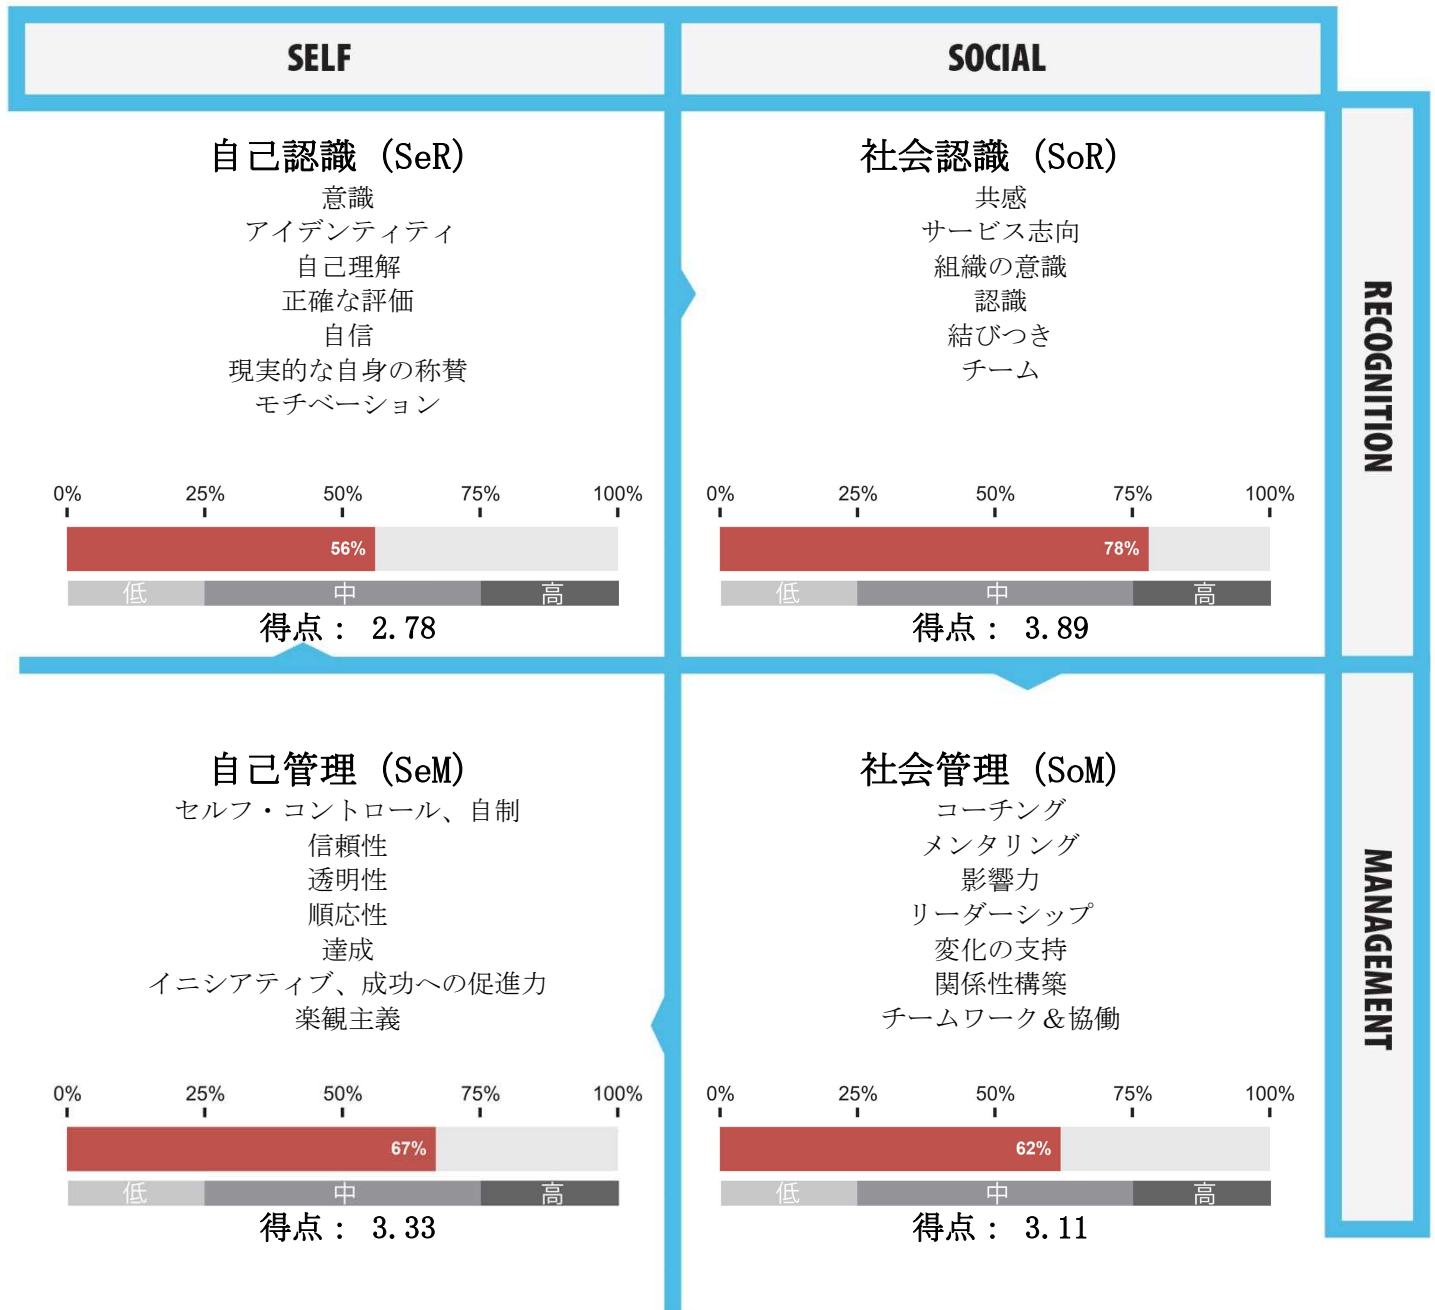 SELF
SOCIAL
自己認識 (SeR)
意識
アイデンティティ
自己理解
正確な評価
自信
現実的な自身の称賛
モチベーション
0% 25% 50% 75% 100%
56%
低 中 高
得点： 2.78
社会認識 (SoR)
共感
サービス志向
組織の意識
認識
結びつき
チーム
0% 25% 50% 75% 100%
78%
低 中 高
得点： 3.89
RECOGNITION
自己管理 (SeM)
セルフ・コントロール、自制
信頼性
透明性
順応性
達成
イニシアティブ、成功への促進力
楽観主義
0% 25% 50% 75% 100%
67%
低 中 高
得点： 3.33
社会管理 (SoM)
コーチング
メンタリング
影響力
リーダーシップ
変化の支持
関係性構築
チームワーク＆協働
0% 25% 50% 75% 100%
62%
低 中 高
得点： 3.11
MANAGEMENT